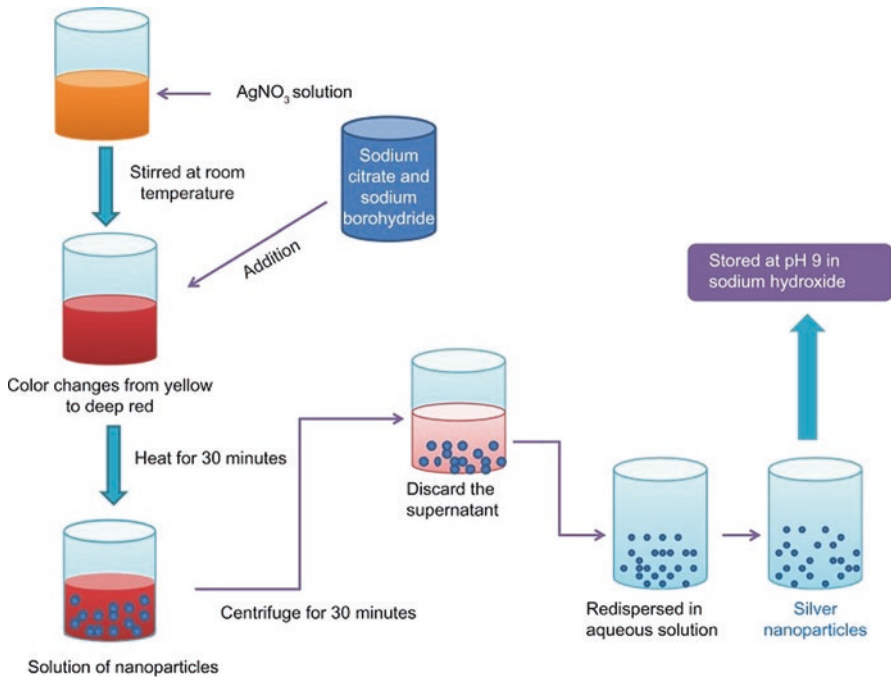 AgNO₃ solution
Stirred at room
temperature
Sodium
citrate and
sodium
borohydride
Addition
Color changes from yellow
to deep red
Heat for 30 minutes
Solution of nanoparticles
Centrifuge for 30 minutes
Discard the
supernatant
Redispersed in
aqueous solution
Silver
nanoparticles
Stored at pH 9 in
sodium hydroxide